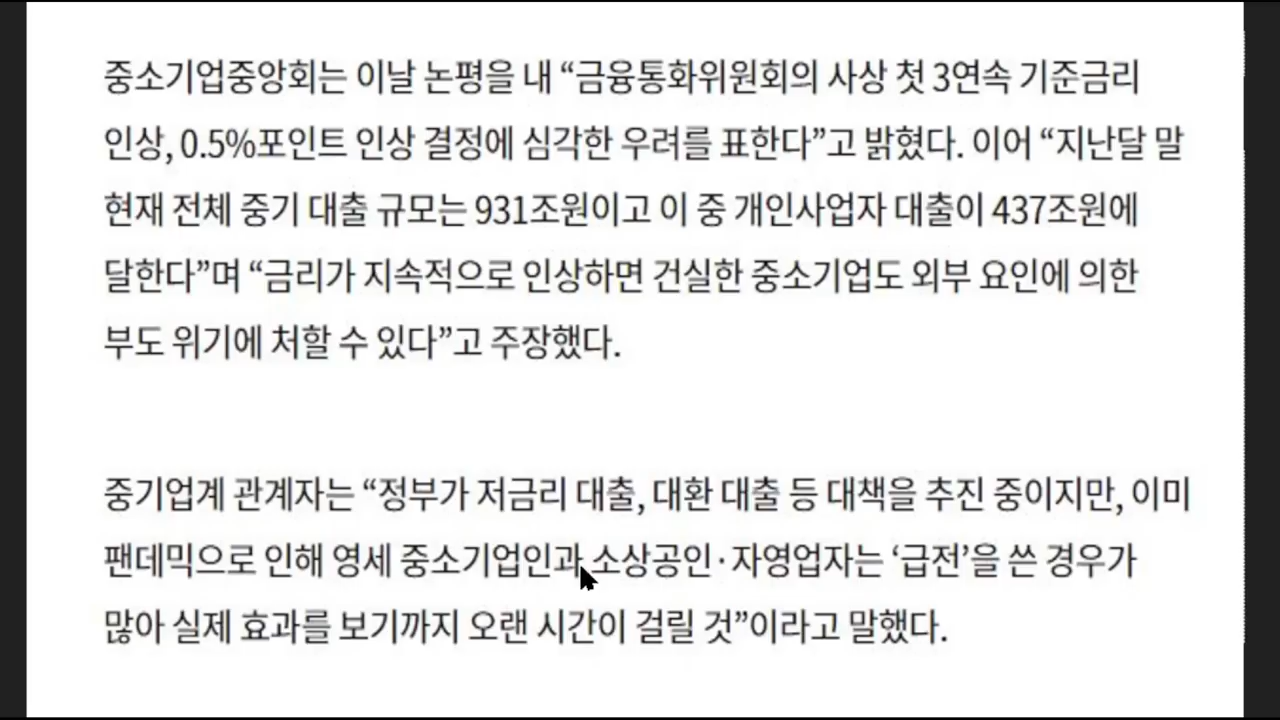 중소기업중앙회는 이날 논평을 내 “금융통화위원회의 사상 첫 3연속 기준금리
인상, 0.5%포인트 인상 결정에 심각한 우려를 표한다”고 밝혔다. 이어 “지난달 말
현재 전체 중기 대출 규모는 931조원이고 이 중 개인사업자 대출이 437조원에
달한다”며 “금리가 지속적으로 인상하면 건실한 중소기업도 외부 요인에 의한
부도 위기에 처할 수 있다”고 주장했다.
중기업계 관계자는 “정부가 저금리 대출, 대환 대출 등 대책을 추진 중이지만, 이미
팬데믹으로 인해 영세 중소기업인과 소상공인·자영업자는 ‘급전’을 쓴 경우가
많아 실제 효과를 보기까지 오랜 시간이 걸릴 것”이라고 말했다.